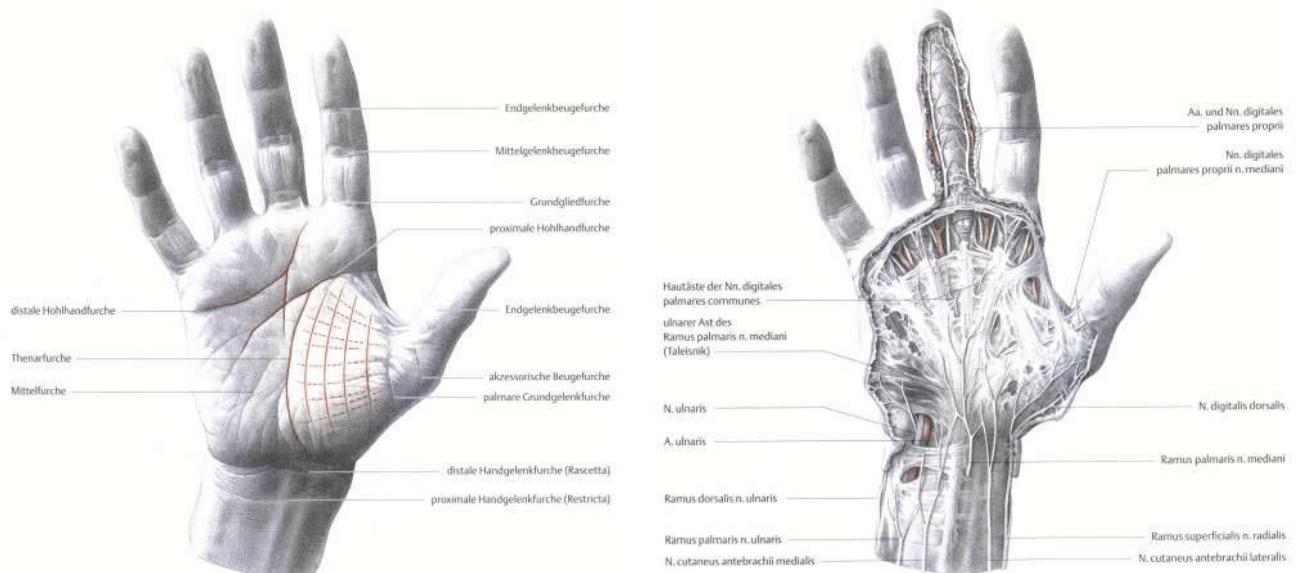 Endgelenkbeugefurche
Mittelgelenkbeugefurche
Grundgliedfurche
proximale Hohlhandfurche
distale Hohlhandfurche
Endgelenkbeugefurche
Thenarfurche
akzessorische Beugefurche
Mittelfurche
palmare Grundgelenkfurche
distale Handgelenkfurche (Rascetta)
proximale Handgelenkfurche (Restricta)
Aa. und Nn. digitales
palmares proprii
Nn. digitales
palmares proprii n. mediani
Hautäste der Nn. digitales
palmares communes
ulnarer Ast des
Ramus palmaris n. mediani
(Taleisnik)
N. ulnaris
N. digitalis dorsalis
A. ulnaris
Ramus palmaris n. mediani
Ramus dorsalis n. ulnaris
Ramus palmaris n. ulnaris
Ramus superficialis n. radialis
N. cutaneus antebrachii medialis
N. cutaneus antebrachii lateralis